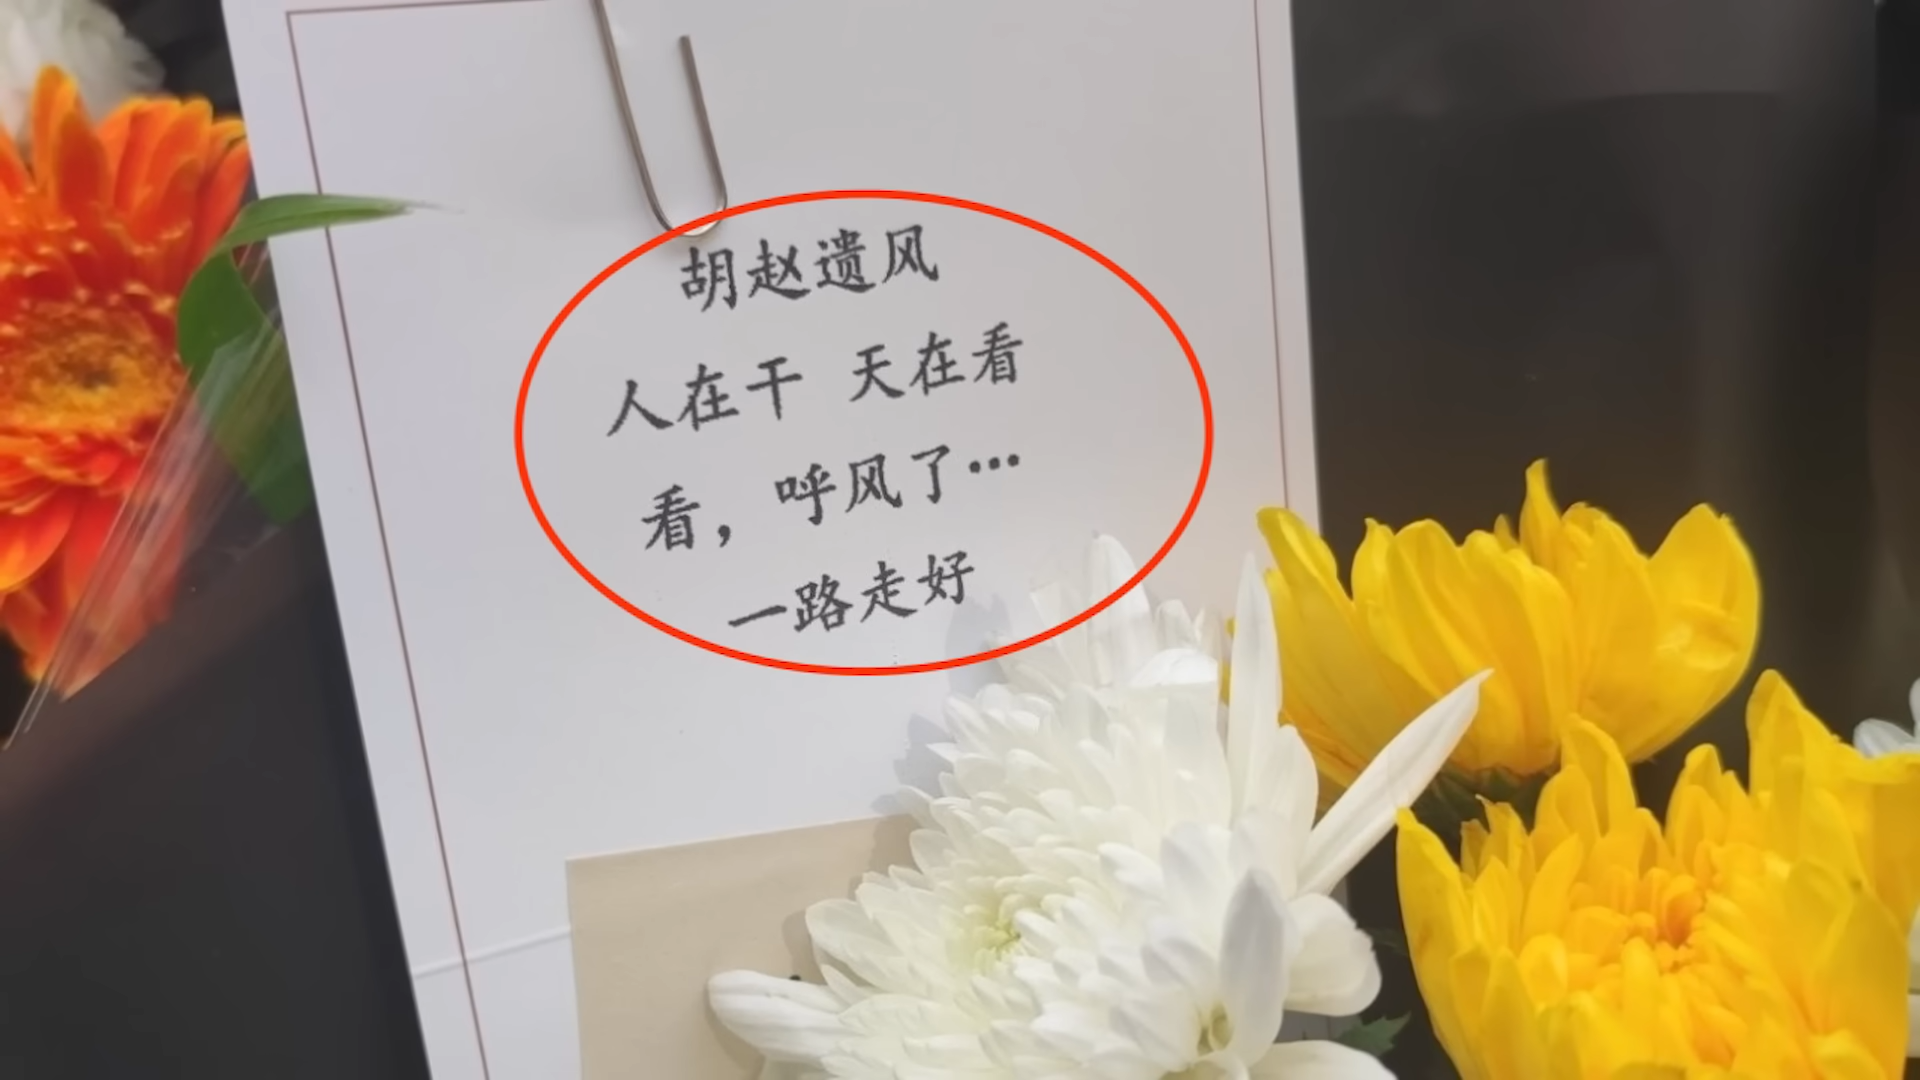 胡赵遗风
人在干 天在看
看，呼风了…
一路走好